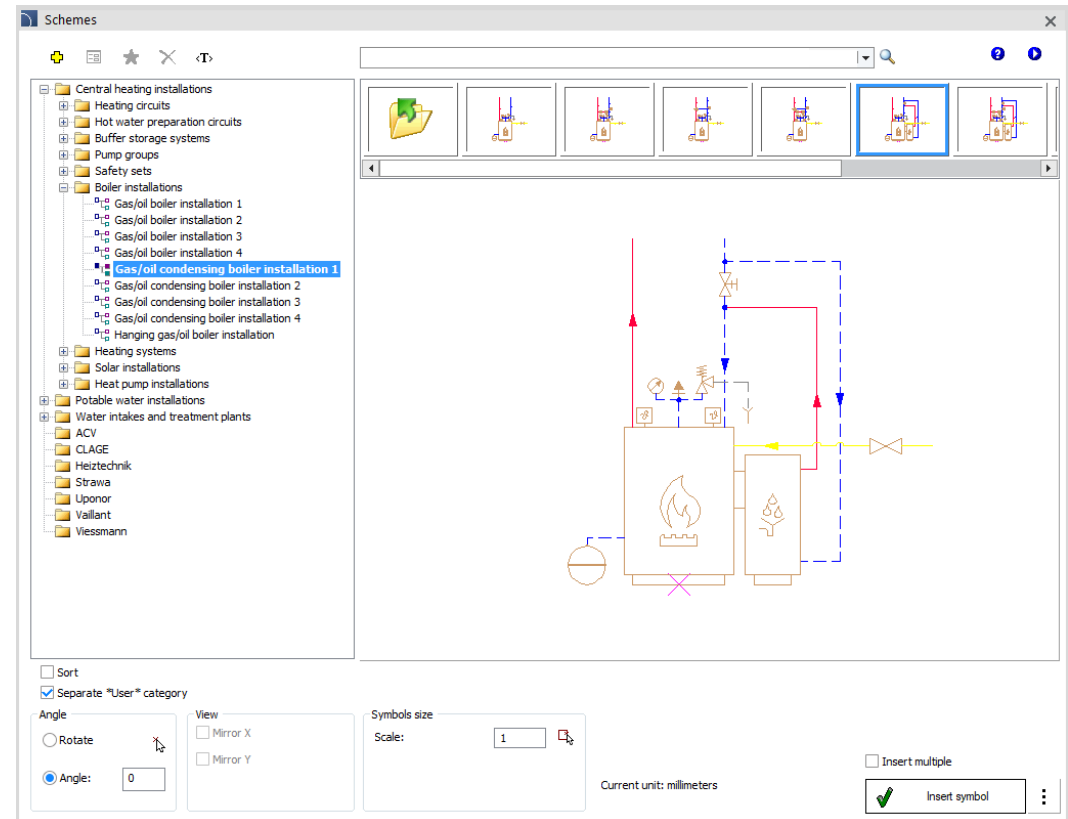 Schemes
‹T›
Central heating installations
Heating circuits
Hot water preparation circuits
Buffer storage systems
Pump groups
Safety sets
Boiler installations
Gas/oil boiler installation 1
Gas/oil boiler installation 2
Gas/oil boiler installation 3
Gas/oil boiler installation 4
Gas/oil condensing boiler installation 1
Gas/oil condensing boiler installation 2
Gas/oil condensing boiler installation 3
Gas/oil condensing boiler installation 4
Hanging gas/oil boiler installation
Heating systems
Solar installations
Heat pump installations
Potable water installations
Water intakes and treatment plants
ACV
CLAGE
Heiztechnik
Strawa
Uponor
Vaillant
Viessmann
ϑ ϑ
Sort
Separate *User* category
Angle
Rotate
Angle: 0
View
Mirror X
Mirror Y
Symbols size
Scale: 1
Current unit: millimeters
Insert multiple
Insert symbol